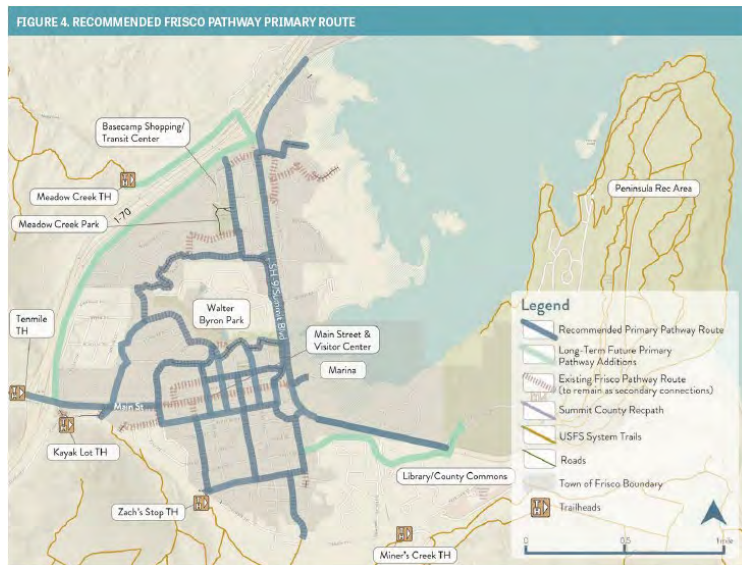 FIGURE 4. RECOMMENDED FRISCO PATHWAY PRIMARY ROUTE
Basecamp Shopping/
Transit Center
Meadow Creek TH
Meadow Creek Park
I-70
Peninsula Rec Area
SH 9/Summit Blvd
Walter
Byron Park
Main Street &
Visitor Center
Tenmile
TH
Marina
Main St
Kayak Lot TH
Library/County Commons
Zach's Stop TH
Miner's Creek TH
Legend
Recommended Primary Pathway Route
Long-Term Future Primary
Pathway Additions
Existing Frisco Pathway Route
(to remain as secondary connections)
Summit County Recpath
USFS System Trails
Roads
Town of Frisco Boundary
TH
Trailheads
0 0.5 1 mile